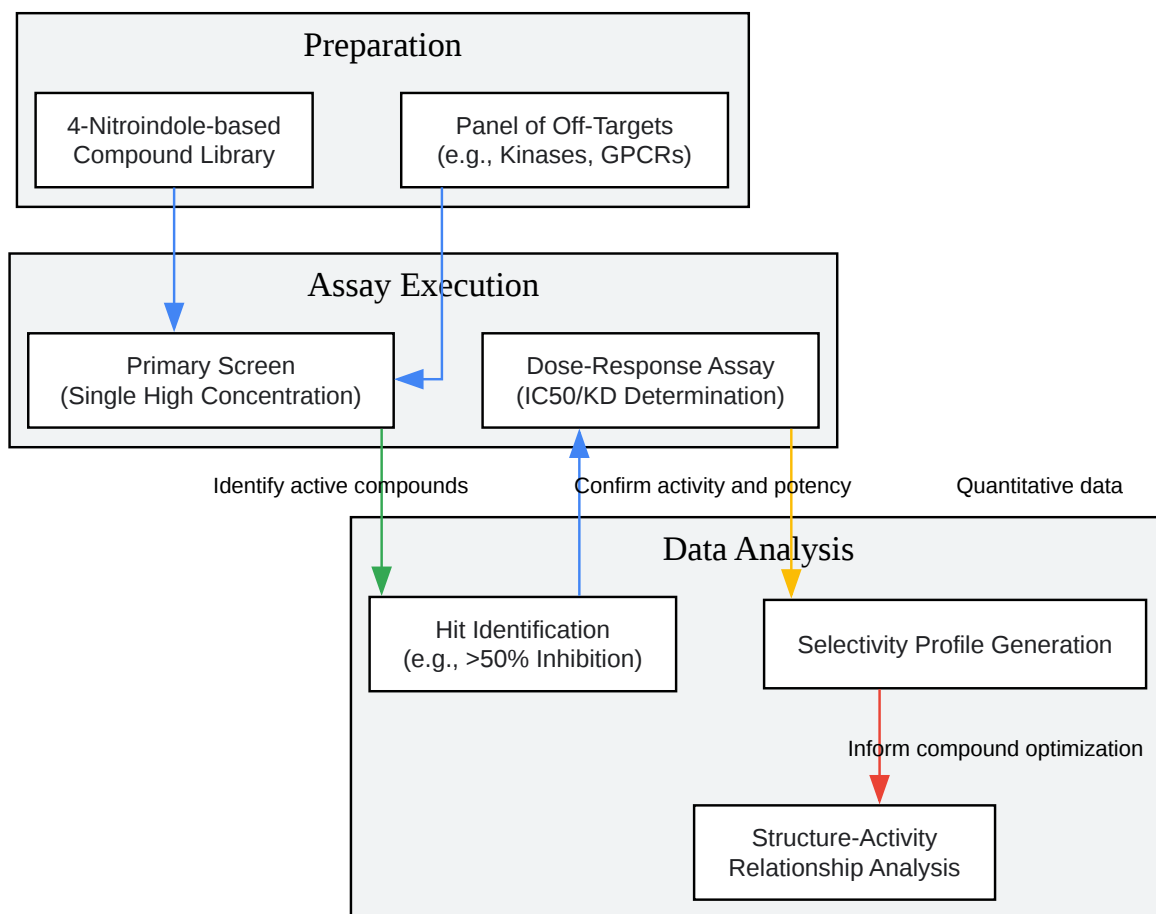 Preparation
4-Nitroindole-based
Compound Library
Panel of Off-Targets
(e.g., Kinases, GPCRs)
Assay Execution
Primary Screen
(Single High Concentration)
Dose-Response Assay
(IC50/KD Determination)
Identify active compounds
Confirm activity and potency
Quantitative data
Data Analysis
Hit Identification
(e.g., >50% Inhibition)
Selectivity Profile Generation
Inform compound optimization
Structure-Activity
Relationship Analysis